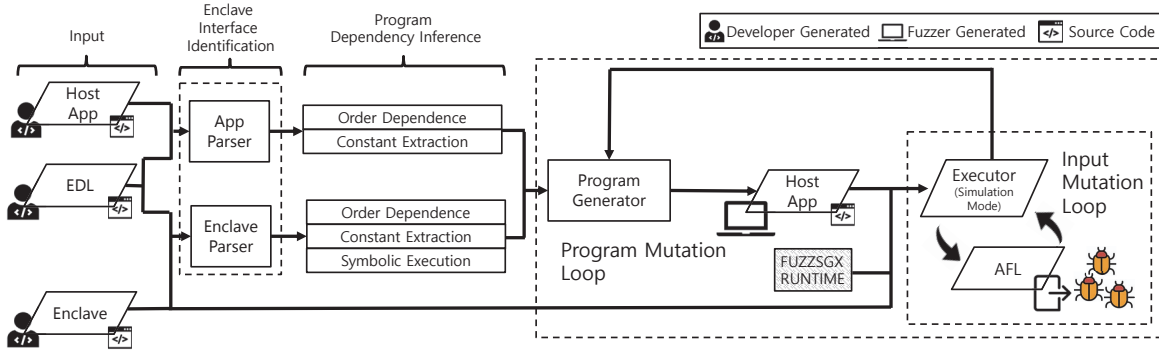 Input
Enclave
Interface
Identification
Program
Dependency Inference
</> Developer Generated
Fuzzer Generated
</> Source Code
Host
App
</>
</>
App
Parser
Order Dependence
Constant Extraction
EDL
</>
</>
Enclave
Parser
Order Dependence
Constant Extraction
Symbolic Execution
Enclave
</>
</>
Program
Generator
Program Mutation
Loop
Host
App
</>
FUZZSGX
RUNTIME
Executor
(Simulation
Mode)
Input
Mutation
Loop
AFL